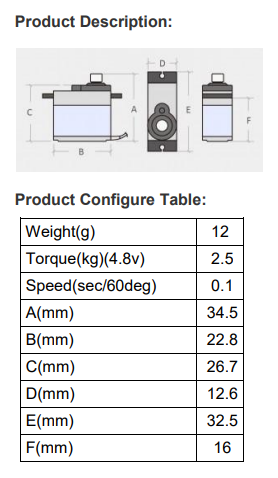 Product Description:
D
C
A
E
F
B
Product Configure Table:
Weight(g) 12
Torque(kg)(4.8v) 2.5
Speed(sec/60deg) 0.1
A(mm) 34.5
B(mm) 22.8
C(mm) 26.7
D(mm) 12.6
E(mm) 32.5
F(mm) 16